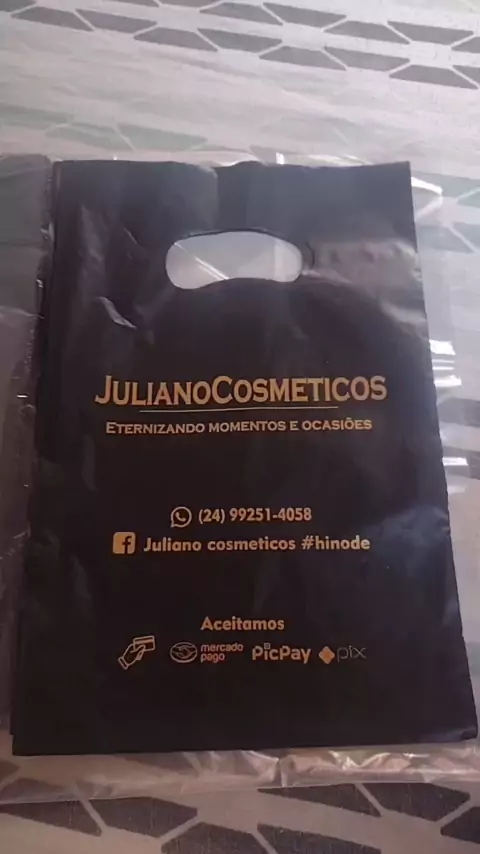 JULIANOCOSMETICOS
ETERNIZANDO MOMENTOS E OCASIÕES
(24) 99251-4058
Juliano cosmeticos #hinode
Aceitamos
mercado pago PicPay pix